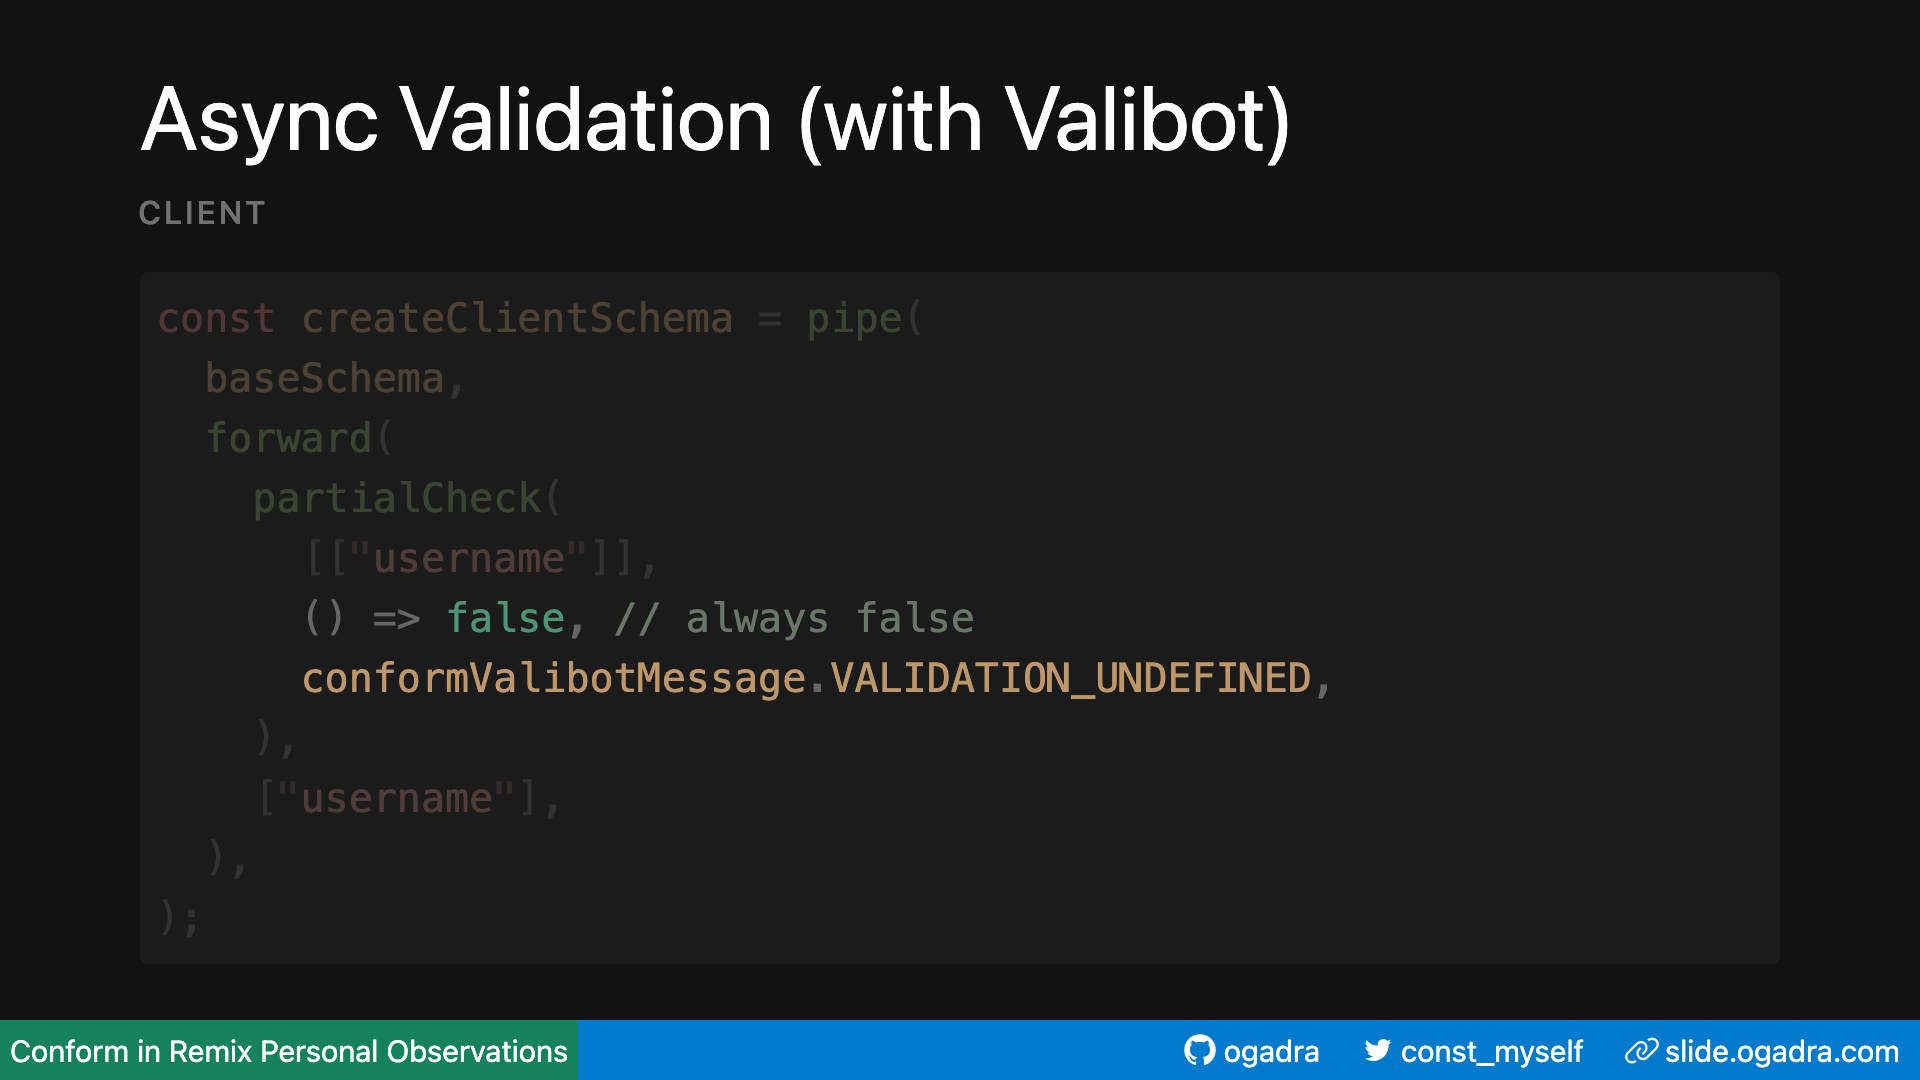 Async Validation (with Valibot)
CLIENT
const createClientSchema = pipe(
  baseSchema,
  forward(
    partialCheck(
      [["username"]],
      () => false, // always false
      conformValibotMessage.VALIDATION_UNDEFINED,
    ),
    ["username"],
  ),
);
Conform in Remix Personal Observations
ogadra
const_myself
slide.ogadra.com